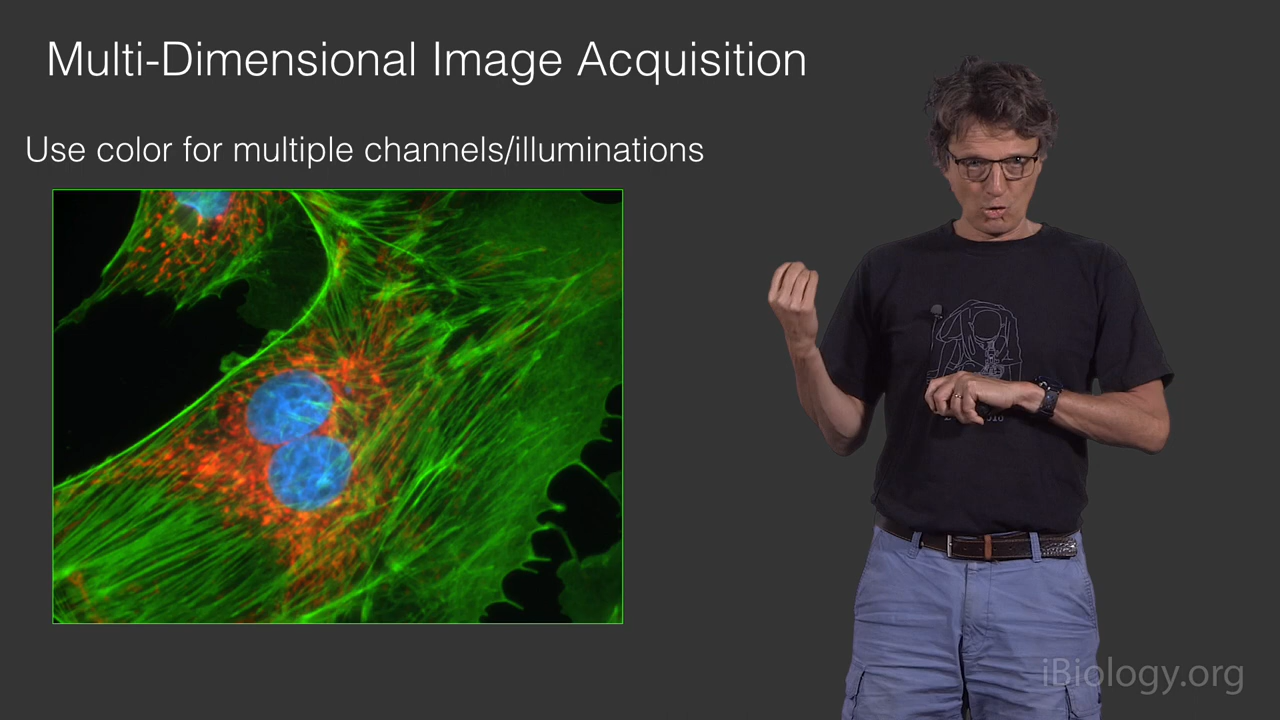 Multi-Dimensional Image Acquisition
Use color for multiple channels/illuminations
iBiology.org